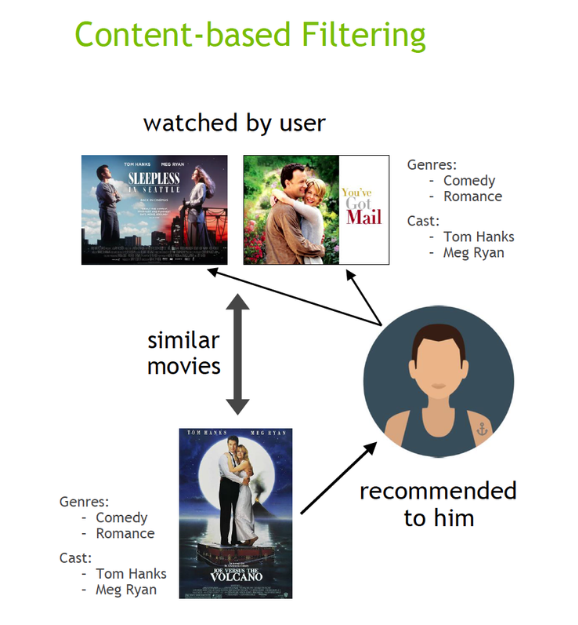 Content-based Filtering
watched by user
TOM HANKS MEG RYAN
SLEEPLESS
IN SEATTLE
You've
Got
Mail
Genres:
- Comedy
- Romance
Cast:
- Tom Hanks
- Meg Ryan
similar
movies
TOM HANKS MEG RYAN
JOE VERSUS THE
VOLCANO
Genres:
- Comedy
- Romance
Cast:
- Tom Hanks
- Meg Ryan
recommended
to him